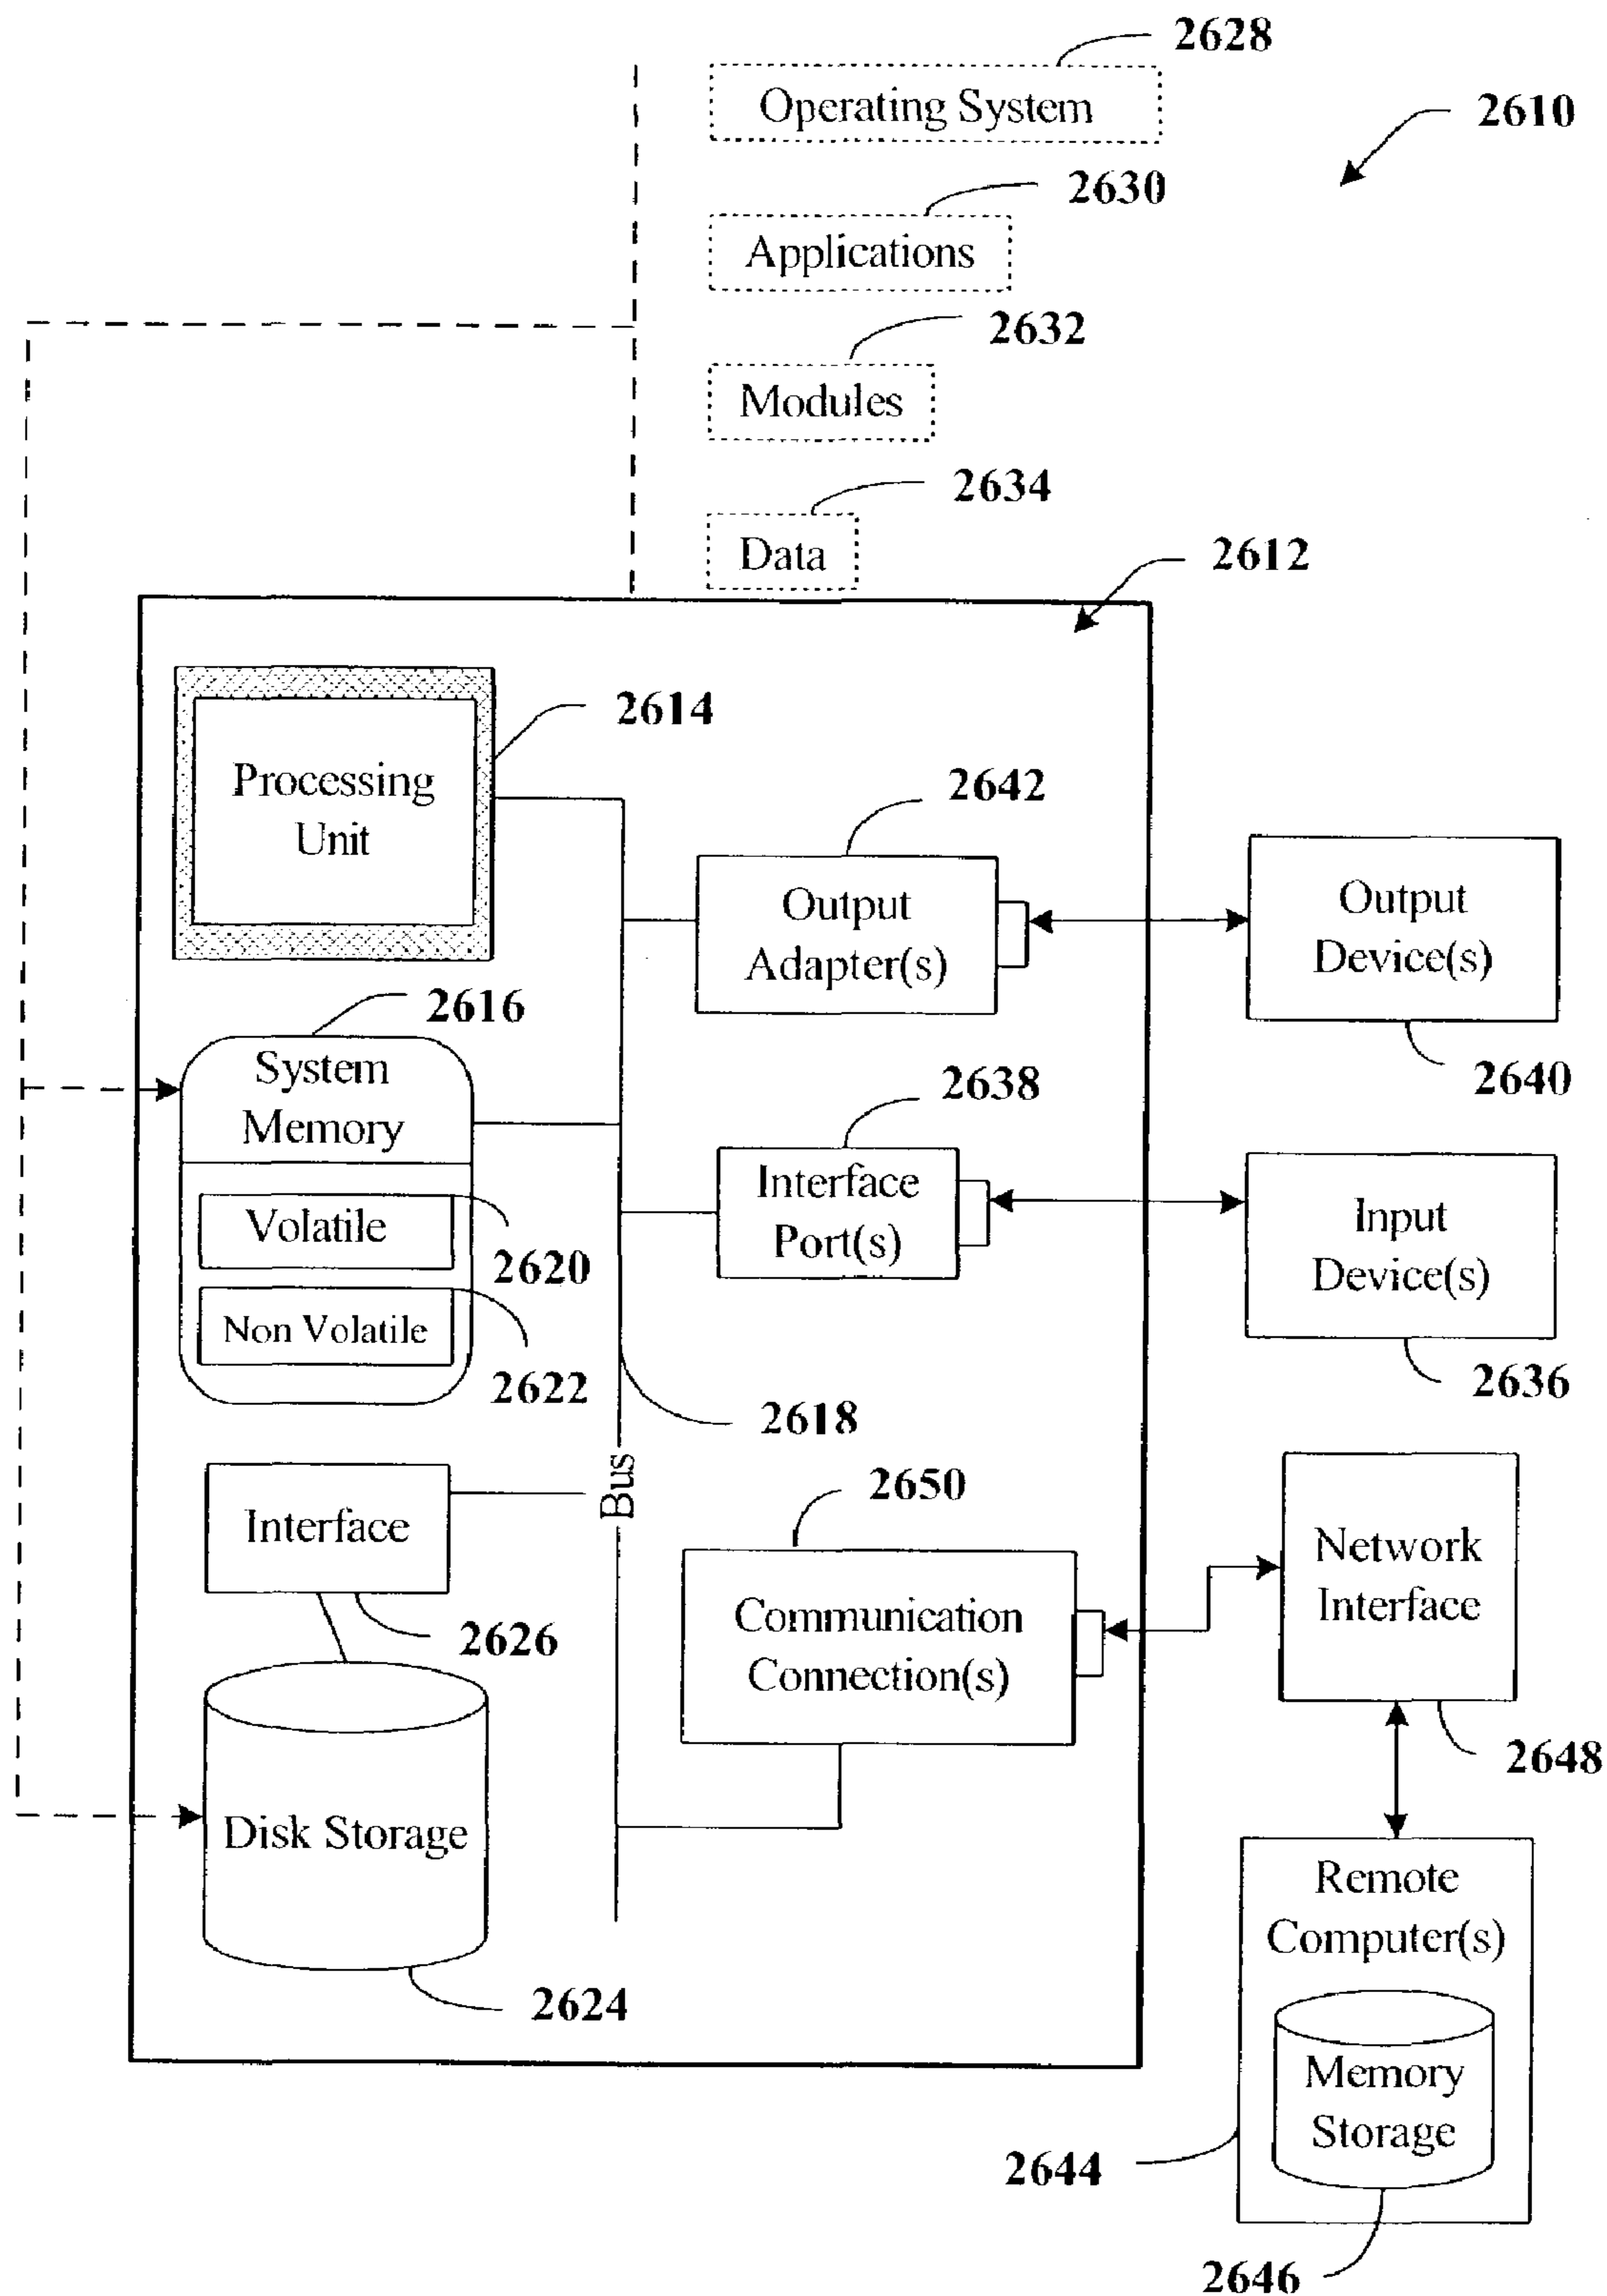 2628
Operating System
2610
2630
Applications
2632
Modules
2634
Data
2612
2614
Processing
Unit
2642
Output
Adapter(s)
Output
Device(s)
2640
2616
System
Memory
2638
Interface
Port(s)
Input
Device(s)
2636
Volatile
2620
Non Volatile
2622
2618
Bus
Interface
2626
2650
Communication
Connection(s)
Network
Interface
2648
Disk Storage
2624
Remote
Computer(s)
Memory
Storage
2644
2646